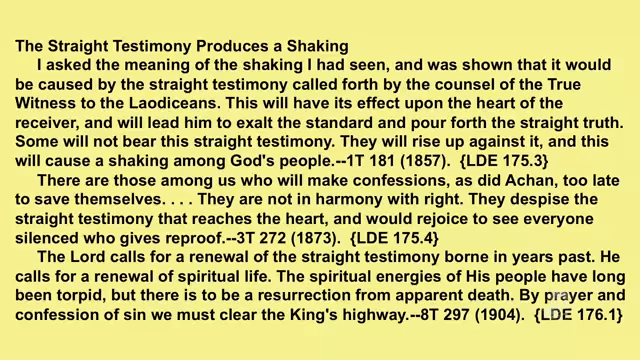 The Straight Testimony Produces a Shaking
I asked the meaning of the shaking I had seen, and was shown that it would
be caused by the straight testimony called forth by the counsel of the True
Witness to the Laodiceans. This will have its effect upon the heart of the
receiver, and will lead him to exalt the standard and pour forth the straight truth.
Some will not bear this straight testimony. They will rise up against it, and this
will cause a shaking among God's people.--1T 181 (1857).  {LDE 175.3}
There are those among us who will make confessions, as did Achan, too late
to save themselves. . . . They are not in harmony with right. They despise the
straight testimony that reaches the heart, and would rejoice to see everyone
silenced who gives reproof.--3T 272 (1873).  {LDE 175.4}
The Lord calls for a renewal of the straight testimony borne in years past. He
calls for a renewal of spiritual life. The spiritual energies of His people have long
been torpid, but there is to be a resurrection from apparent death. By prayer and
confession of sin we must clear the King's highway.--8T 297 (1904).  {LDE 176.1}